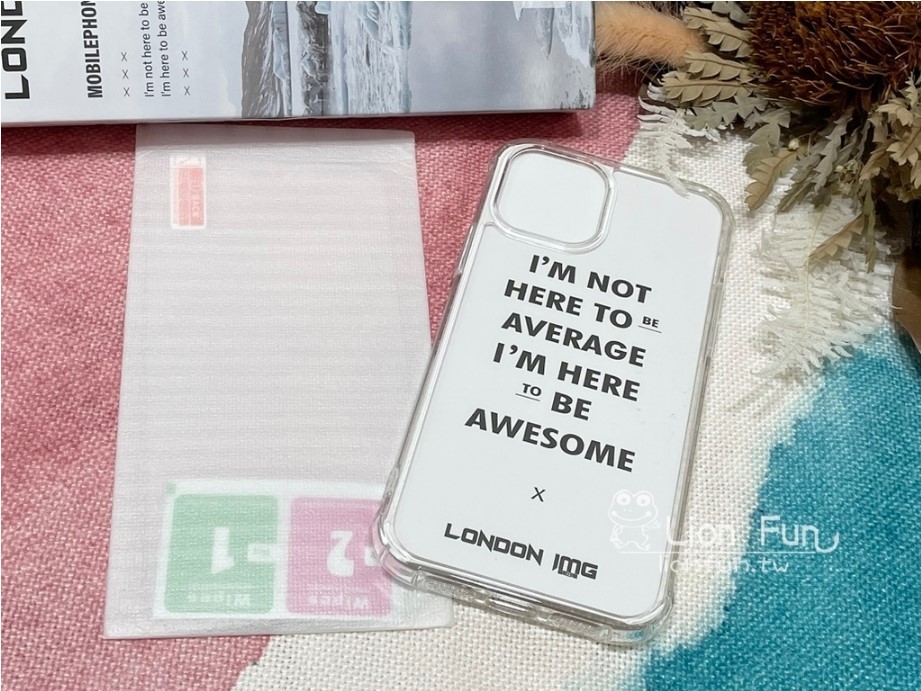 LOND
MOBILEPHON
x x x
I'm not here to be
I'm here to be awe
x x x
I'M NOT
HERE TO BE
AVERAGE
I'M HERE
TO BE
AWESOME
X
LONDON IMG
1
Wipes
2
Wipes
Lion Fun
lonfun.tw